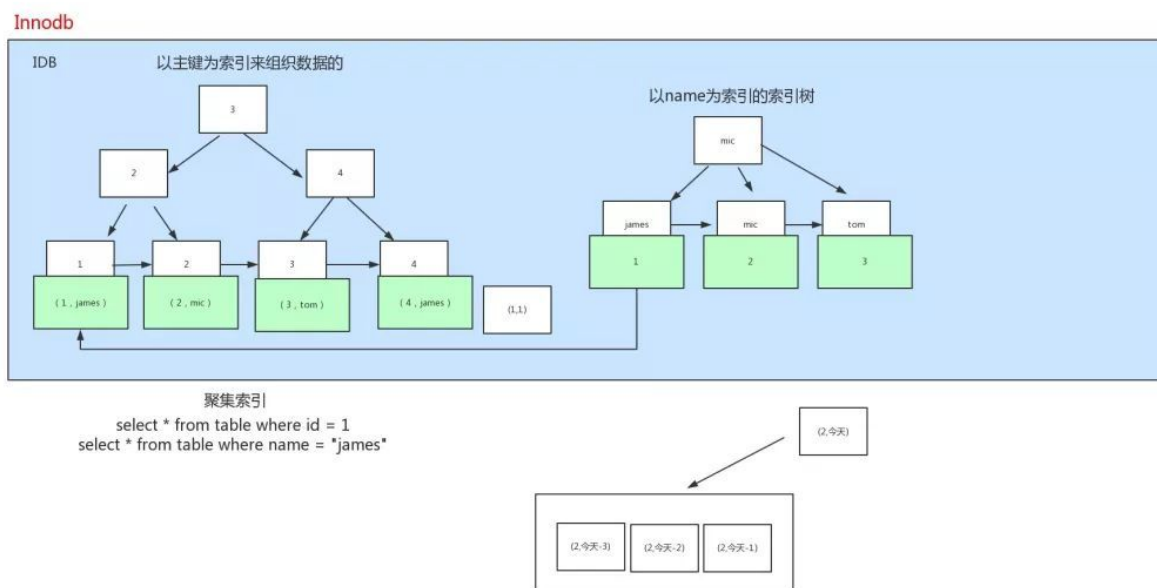 Innodb
IDB
以主键为索引来组织数据的
3
2
4
1
2
3
4
(1, james)
(2, mic)
(3, tom)
(4, james)
(1,1)
以name为索引的索引树
mic
james
mic
tom
1
2
3
聚集索引
select * from table where id = 1
select * from table where name = "james"
(2,今天)
(2,今天-3)
(2,今天-2)
(2,今天-1)